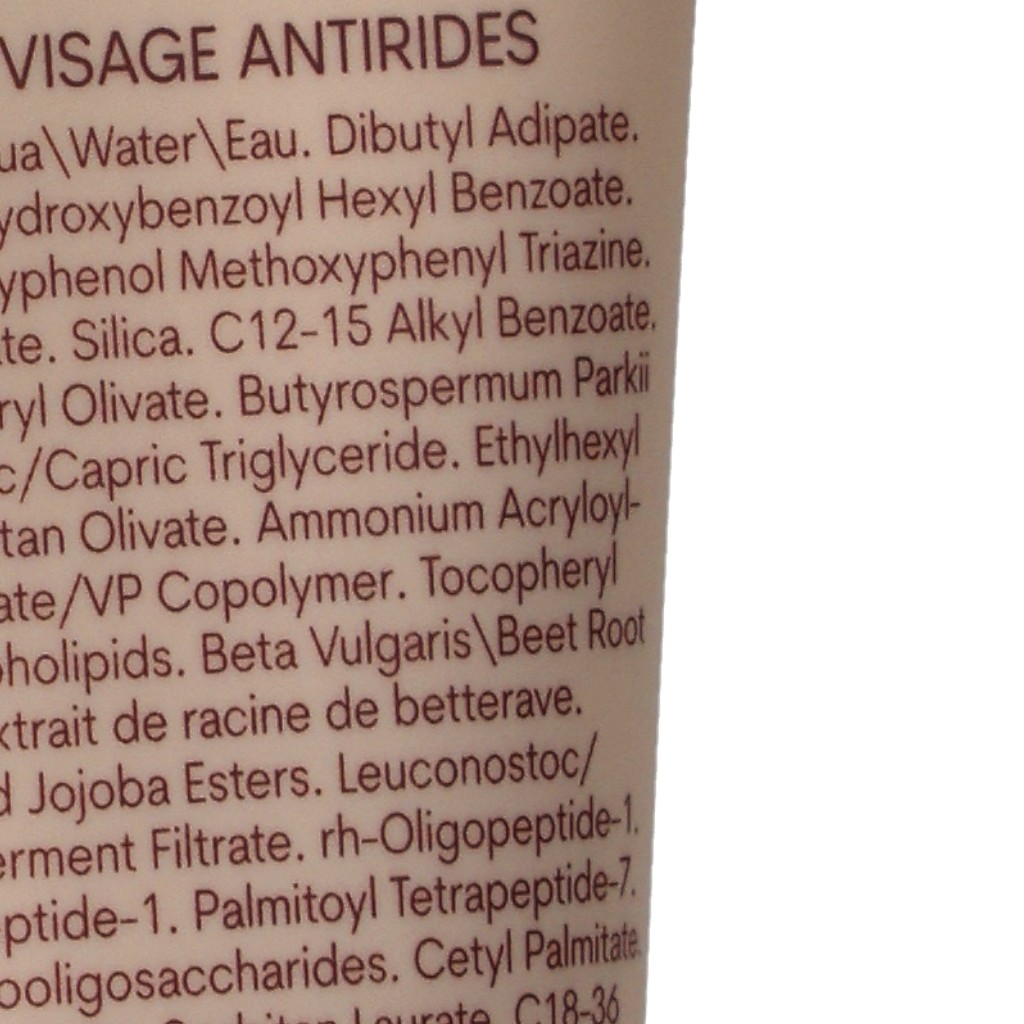 VISAGE ANTIRIDES
ua\Water\Eau. Dibutyl Adipate.
ydroxybenzoyl Hexyl Benzoate.
yphenol Methoxyphenyl Triazine.
te. Silica. C12-15 Alkyl Benzoate.
ryl Olivate. Butyrospermum Parkii
c/Capric Triglyceride. Ethylhexyl
tan Olivate. Ammonium Acryloyl-
ate/VP Copolymer. Tocopheryl
holipids. Beta Vulgaris\Beet Root
xtrait de racine de betterave.
d Jojoba Esters. Leuconostoc/
erment Filtrate. rh-Oligopeptide-1.
ptide-1. Palmitoyl Tetrapeptide-7.
ooligosaccharides. Cetyl Palmitate.
Laurate. C18-36